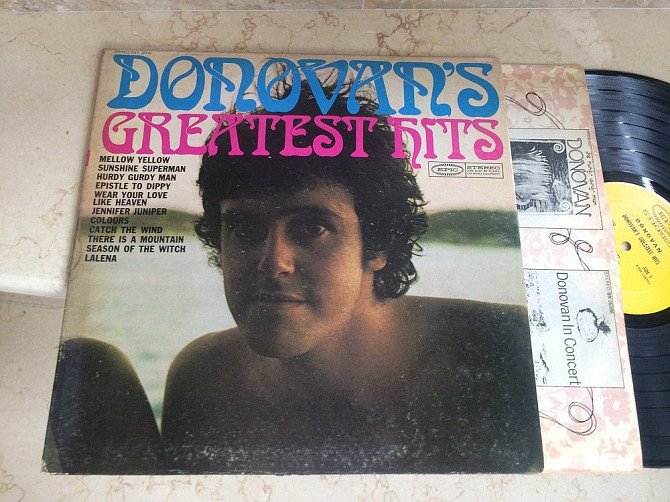 DONOVAN'S
GREATEST HITS
MELLOW YELLOW
SUNSHINE SUPERMAN
HURDY GURDY MAN
EPISTLE TO DIPPY
WEAR YOUR LOVE
LIKE HEAVEN
JENNIFER JUNIPER
COLOURS
CATCH THE WIND
THERE IS A MOUNTAIN
SEASON OF THE WITCH
LALENA
EPIC
STEREO
DONOVAN
Donovan In Concert
DONOVAN